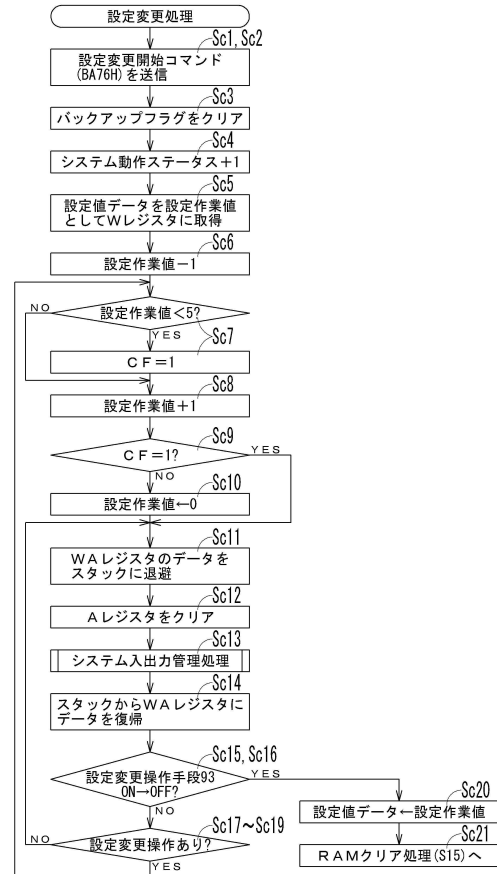 設定変更処理
Sc1,Sc2
設定変更開始コマンド
(BA76H)を送信
Sc3
バックアップフラグをクリア
Sc4
システム動作ステータス+1
Sc5
設定値データを設定作業値
としてWレジスタに取得
Sc6
設定作業値-1
NO
設定作業値<5?
YES
Sc7
CF=1
Sc8
設定作業値+1
Sc9
CF=1?
YES
NO
Sc10
設定作業値←0
Sc11
WAレジスタのデータを
スタックに退避
Sc12
Aレジスタをクリア
Sc13
システム入出力管理処理
Sc14
スタックからWAレジスタに
データを復帰
Sc15,Sc16
設定変更操作手段93
ON→OFF?
YES
NO
Sc17~Sc19
NO
設定変更操作あり?
YES
Sc20
設定値データ←設定作業値
Sc21
RAMクリア処理(S15)へ